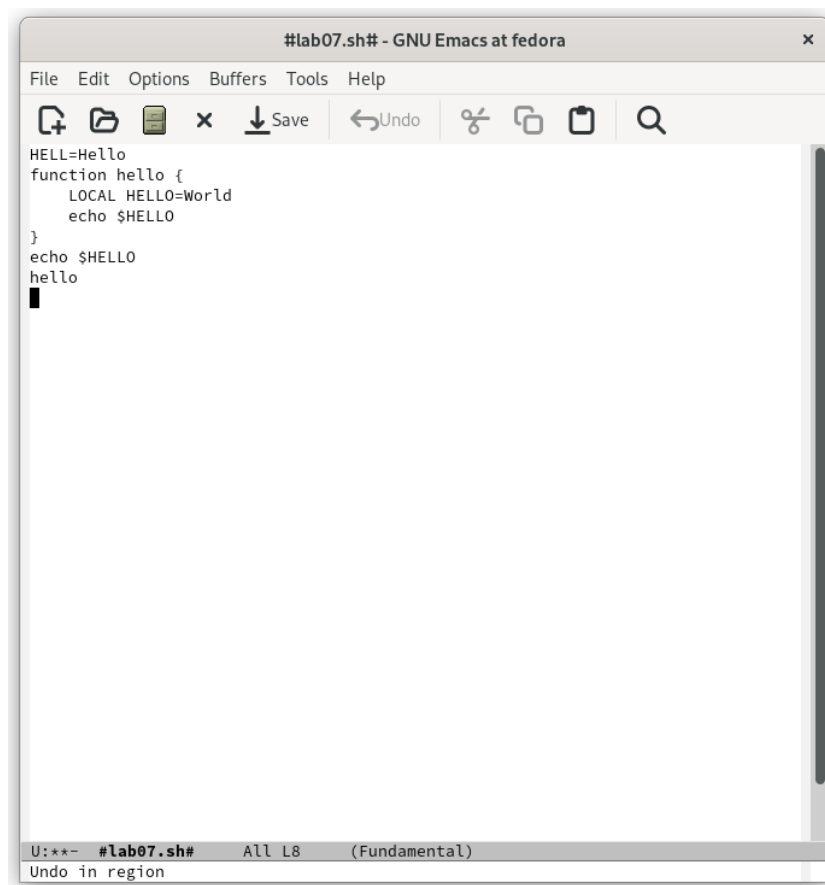 #lab07.sh# - GNU Emacs at fedora ×
File Edit Options Buffers Tools Help
Save Undo
HELL=Hello
function hello {
    LOCAL HELLO=World
    echo $HELLO
}
echo $HELLO
hello
U:**-  #lab07.sh#     All L8     (Fundamental)
Undo in region